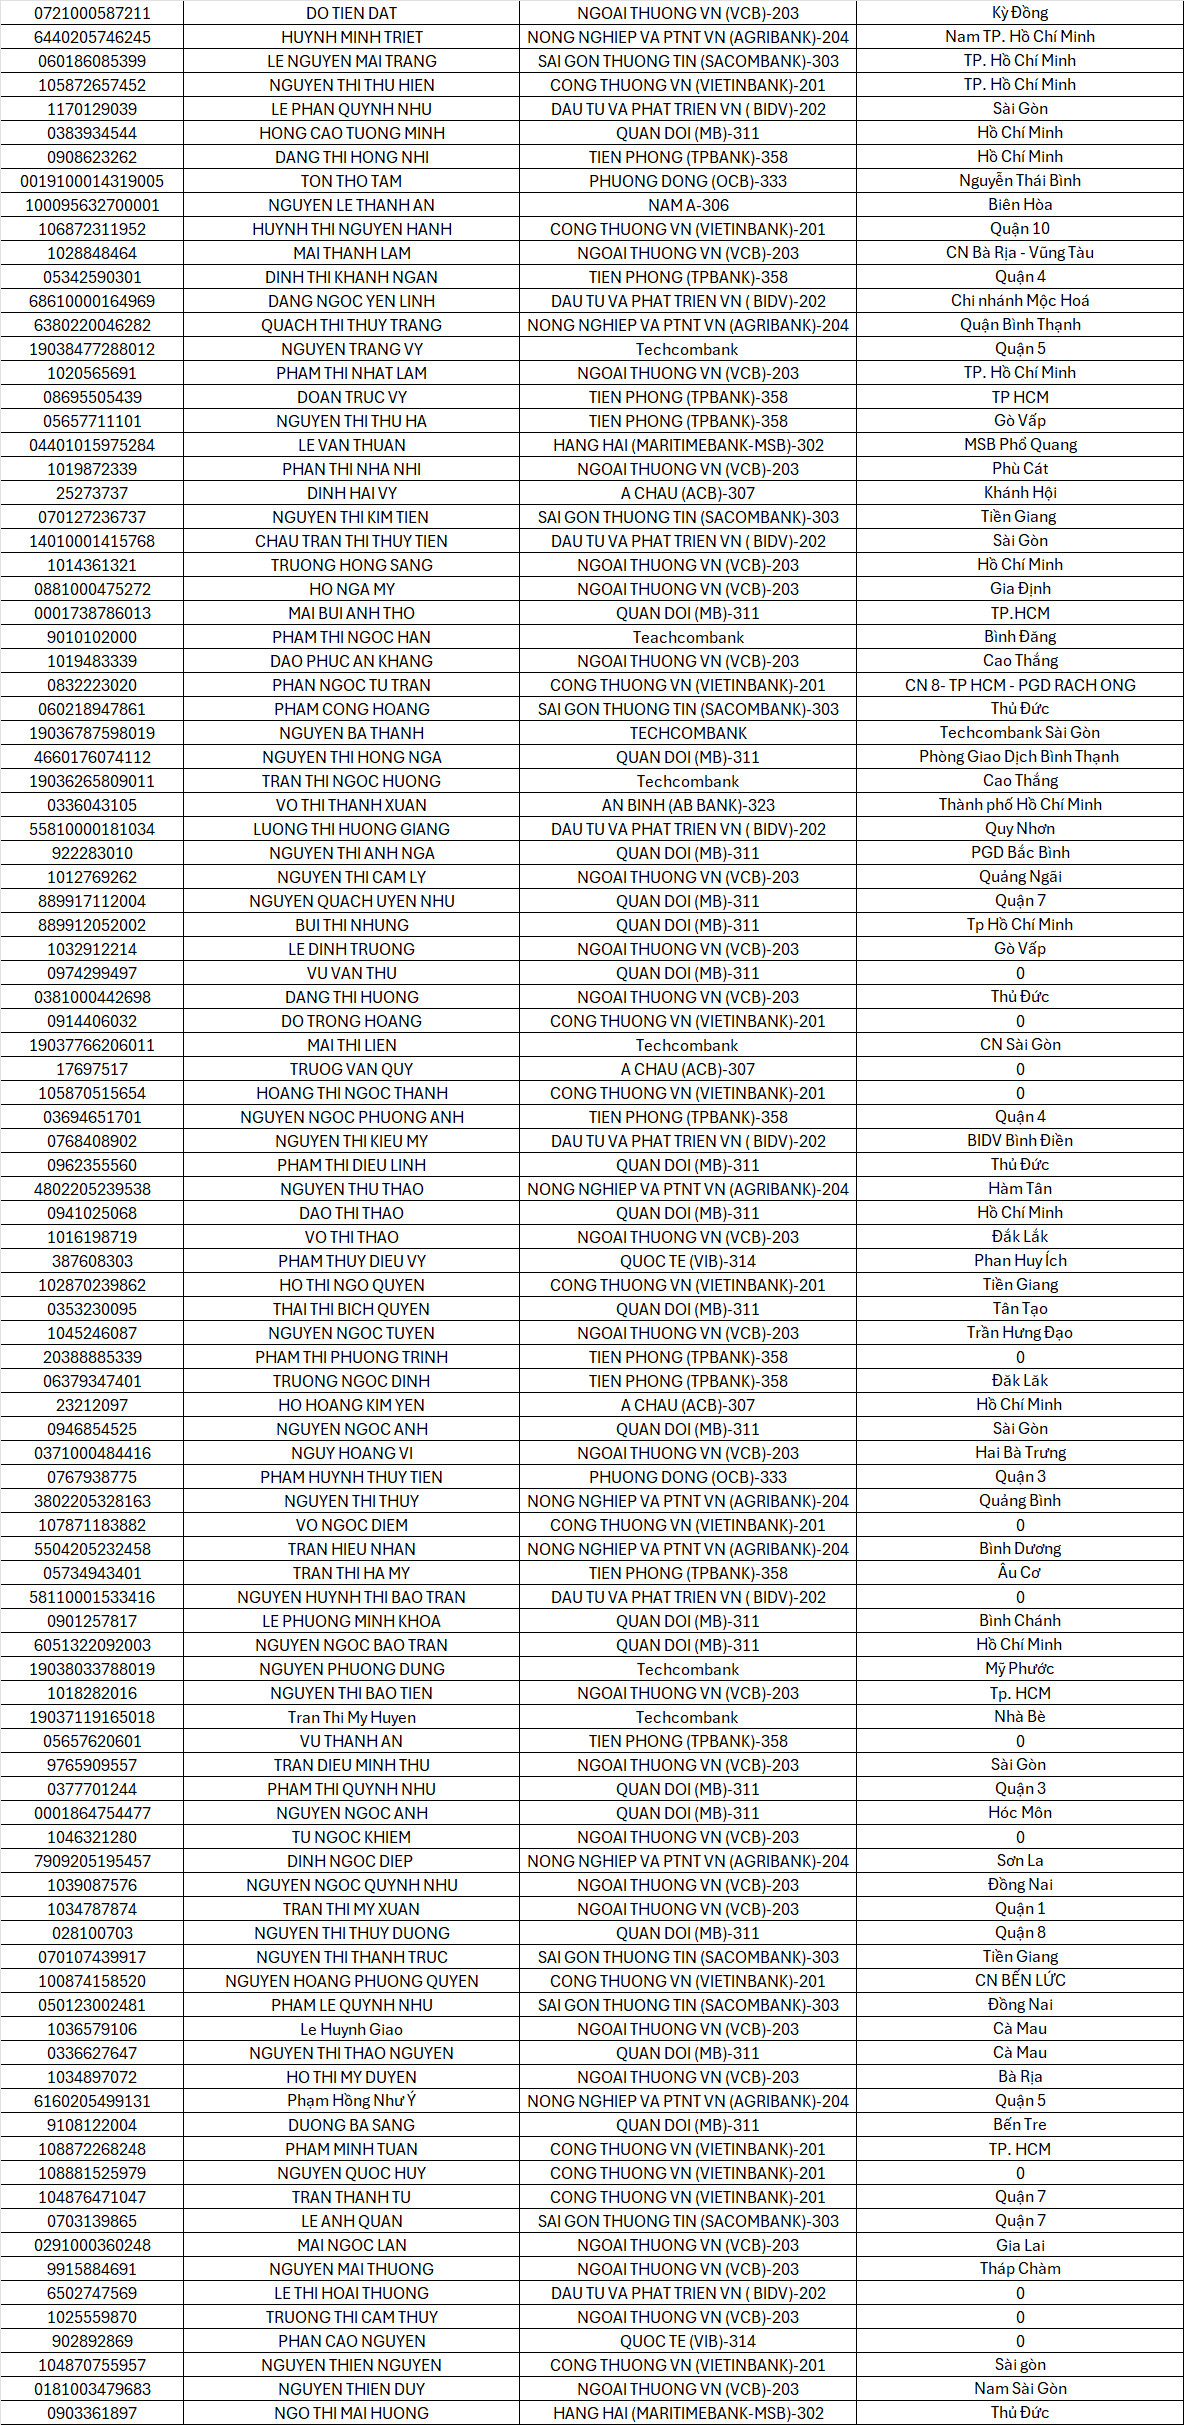 0721000587211 DO TIEN DAT NGOAI THUONG VN (VCB)-203 Kỳ Đồng
6440205746245 HUYNH MINH TRIET NONG NGHIEP VA PTNT VN (AGRIBANK)-204 Nam TP. Hồ Chí Minh
060186085399 LE NGUYEN MAI TRANG SAI GON THUONG TIN (SACOMBANK)-303 TP. Hồ Chí Minh
105872657452 NGUYEN THI THU HIEN CONG THUONG VN (VIETINBANK)-201 TP. Hồ Chí Minh
1170129039 LE PHAN QUYNH NHU DAU TU VA PHAT TRIEN VN ( BIDV)-202 Sài Gòn
0383934544 HONG CAO TUONG MINH QUAN DOI (MB)-311 Hồ Chí Minh
0908623262 DANG THI HONG NHI TIEN PHONG (TPBANK)-358 Hồ Chí Minh
0019100014319005 TON THO TAM PHUONG DONG (OCB)-333 Nguyễn Thái Bình
100095632700001 NGUYEN LE THANH AN NAM A-306 Biên Hòa
106872311952 HUYNH THI NGUYEN HANH CONG THUONG VN (VIETINBANK)-201 Quận 10
1028848464 MAI THANH LAM NGOAI THUONG VN (VCB)-203 CN Bà Rịa - Vũng Tàu
05342590301 DINH THI KHANH NGAN TIEN PHONG (TPBANK)-358 Quận 4
68610000164969 DANG NGOC YEN LINH DAU TU VA PHAT TRIEN VN ( BIDV)-202 Chi nhánh Mộc Hoá
6380220046282 QUACH THI THUY TRANG NONG NGHIEP VA PTNT VN (AGRIBANK)-204 Quận Bình Thạnh
19038477288012 NGUYEN TRANG VY Techcombank Quận 5
1020565691 PHAM THI NHAT LAM NGOAI THUONG VN (VCB)-203 TP. Hồ Chí Minh
08695505439 DOAN TRUC VY TIEN PHONG (TPBANK)-358 TP HCM
05657711101 NGUYEN THI THU HA TIEN PHONG (TPBANK)-358 Gò Vấp
04401015975284 LE VAN THUAN HANG HAI (MARITIMEBANK-MSB)-302 MSB Phổ Quang
1019872339 PHAN THI NHA NHI NGOAI THUONG VN (VCB)-203 Phù Cát
25273737 DINH HAI VY A CHAU (ACB)-307 Khánh Hội
070127236737 NGUYEN THI KIM TIEN SAI GON THUONG TIN (SACOMBANK)-303 Tiền Giang
14010001415768 CHAU TRAN THI THUY TIEN DAU TU VA PHAT TRIEN VN ( BIDV)-202 Sài Gòn
1014361321 TRUONG HONG SANG NGOAI THUONG VN (VCB)-203 Hồ Chí Minh
0881000475272 HO NGA MY NGOAI THUONG VN (VCB)-203 Gia Định
0001738786013 MAI BUI ANH THO QUAN DOI (MB)-311 TP.HCM
9010102000 PHAM THI NGOC HAN Teachcombank Bình Đăng
1019483339 DAO PHUC AN KHANG NGOAI THUONG VN (VCB)-203 Cao Thắng
0832223020 PHAN NGOC TU TRAN CONG THUONG VN (VIETINBANK)-201 CN 8- TP HCM - PGD RACH ONG
060218947861 PHAM CONG HOANG SAI GON THUONG TIN (SACOMBANK)-303 Thủ Đức
19036787598019 NGUYEN BA THANH TECHCOMBANK Techcombank Sài Gòn
4660176074112 NGUYEN THI HONG NGA QUAN DOI (MB)-311 Phòng Giao Dịch Bình Thạnh
19036265809011 TRAN THI NGOC HUONG Techcombank Cao Thắng
0336043105 VO THI THANH XUAN AN BINH (AB BANK)-323 Thành phố Hồ Chí Minh
55810000181034 LUONG THI HUONG GIANG DAU TU VA PHAT TRIEN VN ( BIDV)-202 Quy Nhơn
922283010 NGUYEN THI ANH NGA QUAN DOI (MB)-311 PGD Bắc Bình
1012769262 NGUYEN THI CAM LY NGOAI THUONG VN (VCB)-203 Quảng Ngãi
889917112004 NGUYEN QUACH UYEN NHU QUAN DOI (MB)-311 Quận 7
889912052002 BUI THI NHUNG QUAN DOI (MB)-311 Tp Hồ Chí Minh
1032912214 LE DINH TRUONG NGOAI THUONG VN (VCB)-203 Gò Vấp
0974299497 VU VAN THU QUAN DOI (MB)-311 0
0381000442698 DANG THI HUONG NGOAI THUONG VN (VCB)-203 Thủ Đức
0914406032 DO TRONG HOANG CONG THUONG VN (VIETINBANK)-201 0
19037766206011 MAI THI LIEN Techcombank CN Sài Gòn
17697517 TRUOG VAN QUY A CHAU (ACB)-307 0
105870515654 HOANG THI NGOC THANH CONG THUONG VN (VIETINBANK)-201 0
03694651701 NGUYEN NGOC PHUONG ANH TIEN PHONG (TPBANK)-358 Quận 4
0768408902 NGUYEN THI KIEU MY DAU TU VA PHAT TRIEN VN ( BIDV)-202 BIDV Bình Điền
0962355560 PHAM THI DIEU LINH QUAN DOI (MB)-311 Thủ Đức
4802205239538 NGUYEN THU THAO NONG NGHIEP VA PTNT VN (AGRIBANK)-204 Hàm Tân
0941025068 DAO THI THAO QUAN DOI (MB)-311 Hồ Chí Minh
1016198719 VO THI THAO NGOAI THUONG VN (VCB)-203 Đắk Lắk
387608303 PHAM THUY DIEU VY QUOC TE (VIB)-314 Phan Huy Ích
102870239862 HO THI NGO QUYEN CONG THUONG VN (VIETINBANK)-201 Tiền Giang
0353230095 THAI THI BICH QUYEN QUAN DOI (MB)-311 Tân Tạo
1045246087 NGUYEN NGOC TUYEN NGOAI THUONG VN (VCB)-203 Trần Hưng Đạo
20388885339 PHAM THI PHUONG TRINH TIEN PHONG (TPBANK)-358 0
06379347401 TRUONG NGOC DINH TIEN PHONG (TPBANK)-358 Đăk Lăk
23212097 HO HOANG KIM YEN A CHAU (ACB)-307 Hồ Chí Minh
0946854525 NGUYEN NGOC ANH QUAN DOI (MB)-311 Sài Gòn
0371000484416 NGUY HOANG VI NGOAI THUONG VN (VCB)-203 Hai Bà Trưng
0767938775 PHAM HUYNH THUY TIEN PHUONG DONG (OCB)-333 Quận 3
3802205328163 NGUYEN THI THUY NONG NGHIEP VA PTNT VN (AGRIBANK)-204 Quảng Bình
107871183882 VO NGOC DIEM CONG THUONG VN (VIETINBANK)-201 0
5504205232458 TRAN HIEU NHAN NONG NGHIEP VA PTNT VN (AGRIBANK)-204 Bình Dương
05734943401 TRAN THI HA MY TIEN PHONG (TPBANK)-358 Âu Cơ
58110001533416 NGUYEN HUYNH THI BAO TRAN DAU TU VA PHAT TRIEN VN ( BIDV)-202 0
0901257817 LE PHUONG MINH KHOA QUAN DOI (MB)-311 Bình Chánh
6051322092003 NGUYEN NGOC BAO TRAN QUAN DOI (MB)-311 Hồ Chí Minh
19038033788019 NGUYEN PHUONG DUNG Techcombank Mỹ Phước
1018282016 NGUYEN THI BAO TIEN NGOAI THUONG VN (VCB)-203 Tp. HCM
19037119165018 Tran Thi My Huyen Techcombank Nhà Bè
05657620601 VU THANH AN TIEN PHONG (TPBANK)-358 0
9765909557 TRAN DIEU MINH THU NGOAI THUONG VN (VCB)-203 Sài Gòn
0377701244 PHAM THI QUYNH NHU QUAN DOI (MB)-311 Quận 3
0001864754477 NGUYEN NGOC ANH QUAN DOI (MB)-311 Hóc Môn
1046321280 TU NGOC KHIEM NGOAI THUONG VN (VCB)-203 0
7909205195457 DINH NGOC DIEP NONG NGHIEP VA PTNT VN (AGRIBANK)-204 Sơn La
1039087576 NGUYEN NGOC QUYNH NHU NGOAI THUONG VN (VCB)-203 Đồng Nai
1034787874 TRAN THI MY XUAN NGOAI THUONG VN (VCB)-203 Quận 1
028100703 NGUYEN THI THUY DUONG QUAN DOI (MB)-311 Quận 8
070107439917 NGUYEN THI THANH TRUC SAI GON THUONG TIN (SACOMBANK)-303 Tiền Giang
100874158520 NGUYEN HOANG PHUONG QUYEN CONG THUONG VN (VIETINBANK)-201 CN BẾN LỨC
050123002481 PHAM LE QUYNH NHU SAI GON THUONG TIN (SACOMBANK)-303 Đồng Nai
1036579106 Le Huynh Giao NGOAI THUONG VN (VCB)-203 Cà Mau
0336627647 NGUYEN THI THAO NGUYEN QUAN DOI (MB)-311 Cà Mau
1034897072 HO THI MY DUYEN NGOAI THUONG VN (VCB)-203 Bà Rịa
6160205499131 Phạm Hồng Như Ý NONG NGHIEP VA PTNT VN (AGRIBANK)-204 Quận 5
9108122004 DUONG BA SANG QUAN DOI (MB)-311 Bến Tre
108872268248 PHAM MINH TUAN CONG THUONG VN (VIETINBANK)-201 TP. HCM
108881525979 NGUYEN QUOC HUY CONG THUONG VN (VIETINBANK)-201 0
104876471047 TRAN THANH TU CONG THUONG VN (VIETINBANK)-201 Quận 7
0703139865 LE ANH QUAN SAI GON THUONG TIN (SACOMBANK)-303 Quận 7
0291000360248 MAI NGOC LAN NGOAI THUONG VN (VCB)-203 Gia Lai
9915884691 NGUYEN MAI THUONG NGOAI THUONG VN (VCB)-203 Tháp Chàm
6502747569 LE THI HOAI THUONG DAU TU VA PHAT TRIEN VN ( BIDV)-202 0
1025559870 TRUONG THI CAM THUY NGOAI THUONG VN (VCB)-203 0
902892869 PHAN CAO NGUYEN QUOC TE (VIB)-314 0
104870755957 NGUYEN THIEN NGUYEN CONG THUONG VN (VIETINBANK)-201 Sài gòn
0181003479683 NGUYEN THIEN DUY NGOAI THUONG VN (VCB)-203 Nam Sài Gòn
0903361897 NGO THI MAI HUONG HANG HAI (MARITIMEBANK-MSB)-302 Thủ Đức